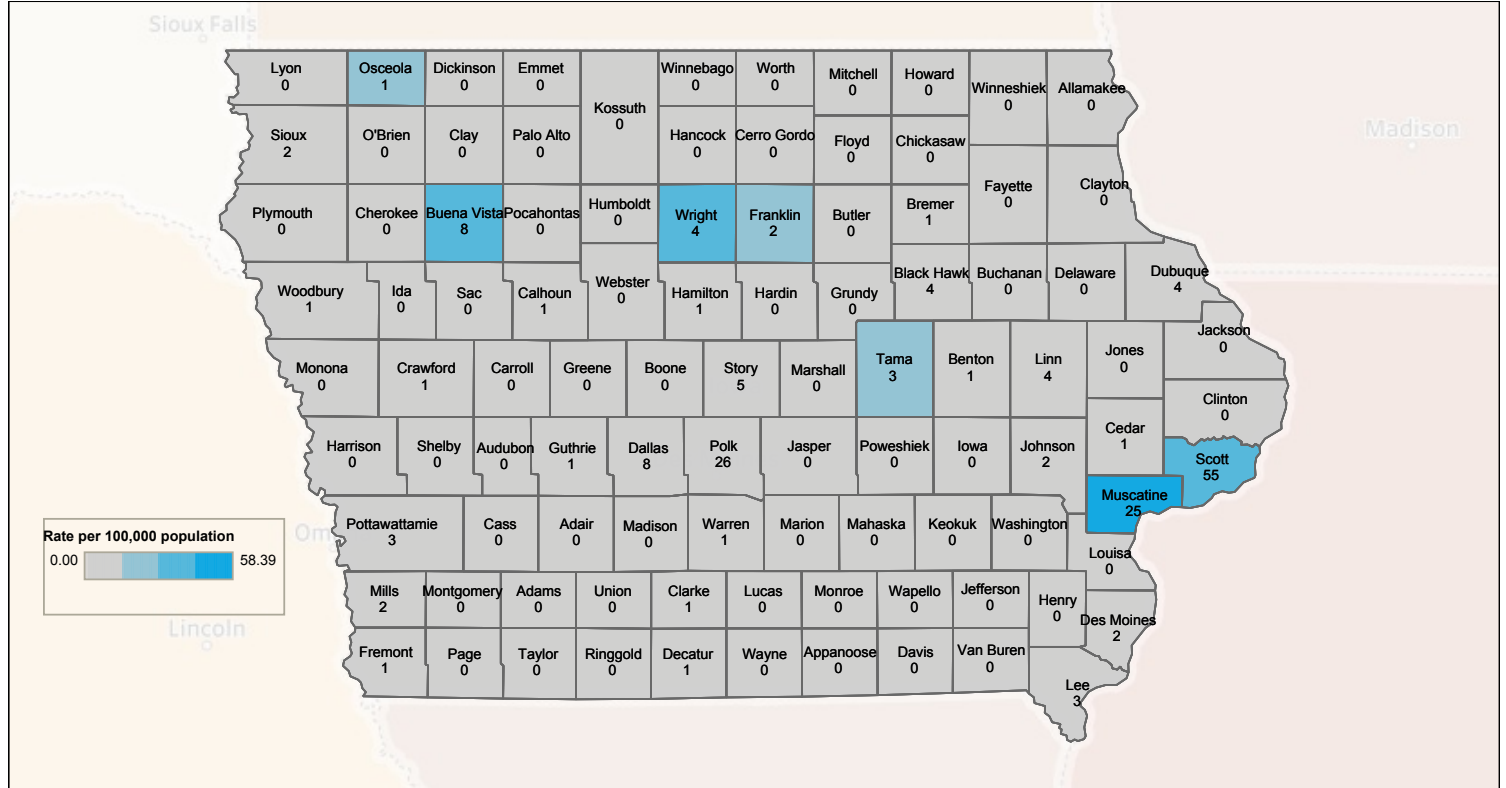 Sioux Falls
Madison
Lincoln
Om
Lyon
0
Osceola
1
Dickinson
0
Emmet
0
Kossuth
0
Winnebago
0
Worth
0
Mitchell
0
Howard
0
Winneshiek
0
Allamakee
0
Sioux
2
O'Brien
0
Clay
0
Palo Alto
0
Hancock
0
Cerro Gordo
0
Floyd
0
Chickasaw
0
Fayette
0
Clayton
0
Plymouth
0
Cherokee
0
Buena Vista
8
Pocahontas
0
Humboldt
0
Wright
4
Franklin
2
Butler
0
Bremer
1
Woodbury
1
Ida
0
Sac
0
Calhoun
1
Webster
0
Hamilton
1
Hardin
0
Grundy
0
Black Hawk
4
Buchanan
0
Delaware
0
Dubuque
4
Jackson
0
Monona
0
Crawford
1
Carroll
0
Greene
0
Boone
0
Story
5
Marshall
0
Tama
3
Benton
1
Linn
4
Jones
0
Clinton
0
Harrison
0
Shelby
0
Audubon
0
Guthrie
1
Dallas
8
Polk
26
Jasper
0
Poweshiek
0
Iowa
0
Johnson
2
Cedar
1
Scott
55
Muscatine
25
Pottawattamie
3
Cass
0
Adair
0
Madison
0
Warren
1
Marion
0
Mahaska
0
Keokuk
0
Washington
0
Louisa
0
Mills
2
Montgomery
0
Adams
0
Union
0
Clarke
1
Lucas
0
Monroe
0
Wapello
0
Jefferson
0
Henry
0
Des Moines
2
Fremont
1
Page
0
Taylor
0
Ringgold
0
Decatur
1
Wayne
0
Appanoose
0
Davis
0
Van Buren
0
Lee
3
Rate per 100,000 population
0.00
58.39